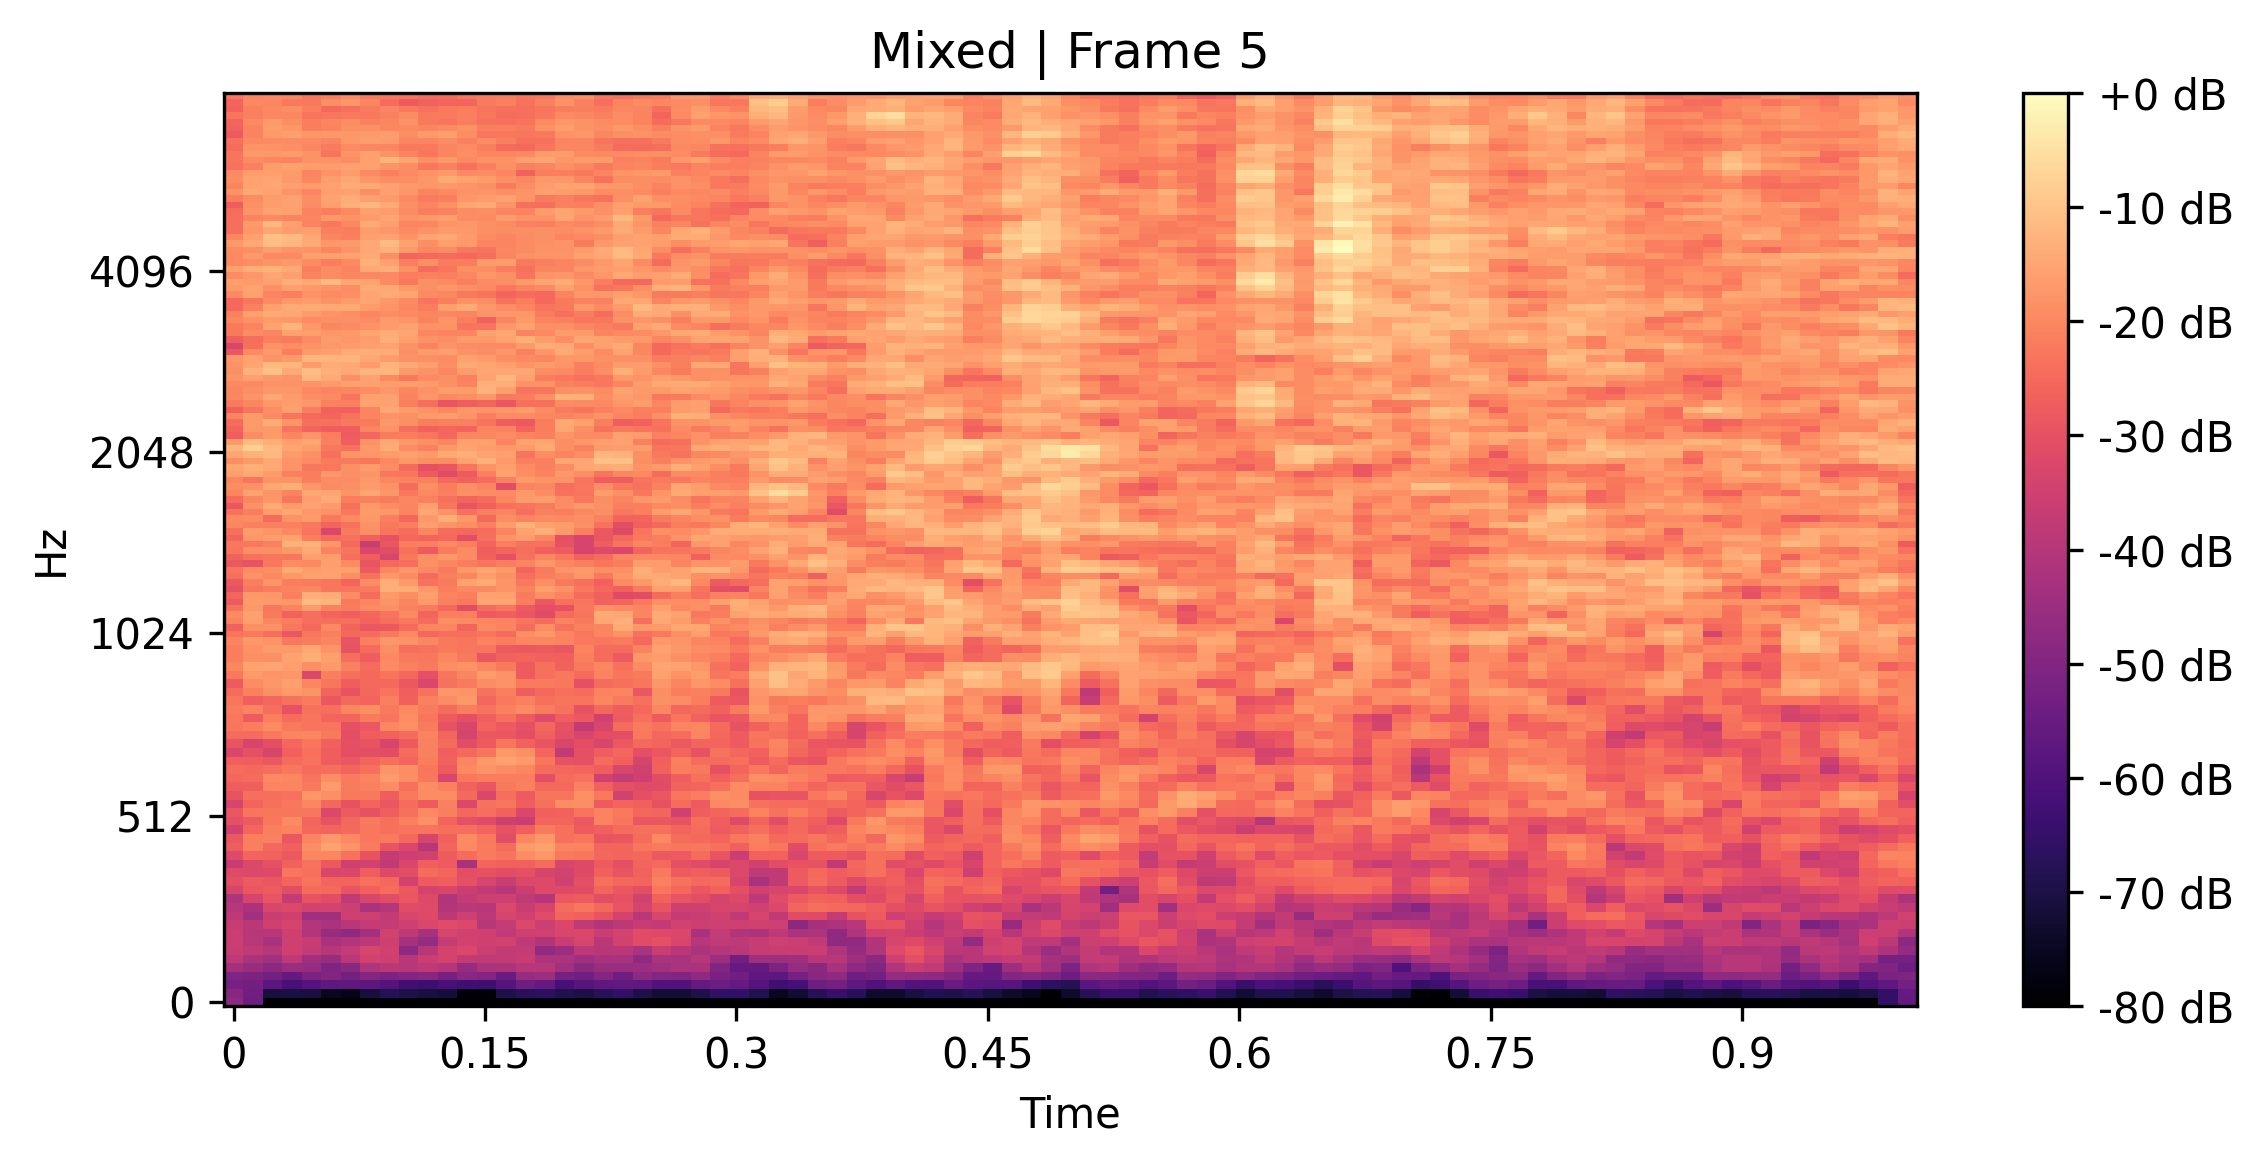 Mixed | Frame 5
Hz
4096
2048
1024
512
0
0 0.15 0.3 0.45 0.6 0.75 0.9
Time
+0 dB
-10 dB
-20 dB
-30 dB
-40 dB
-50 dB
-60 dB
-70 dB
-80 dB